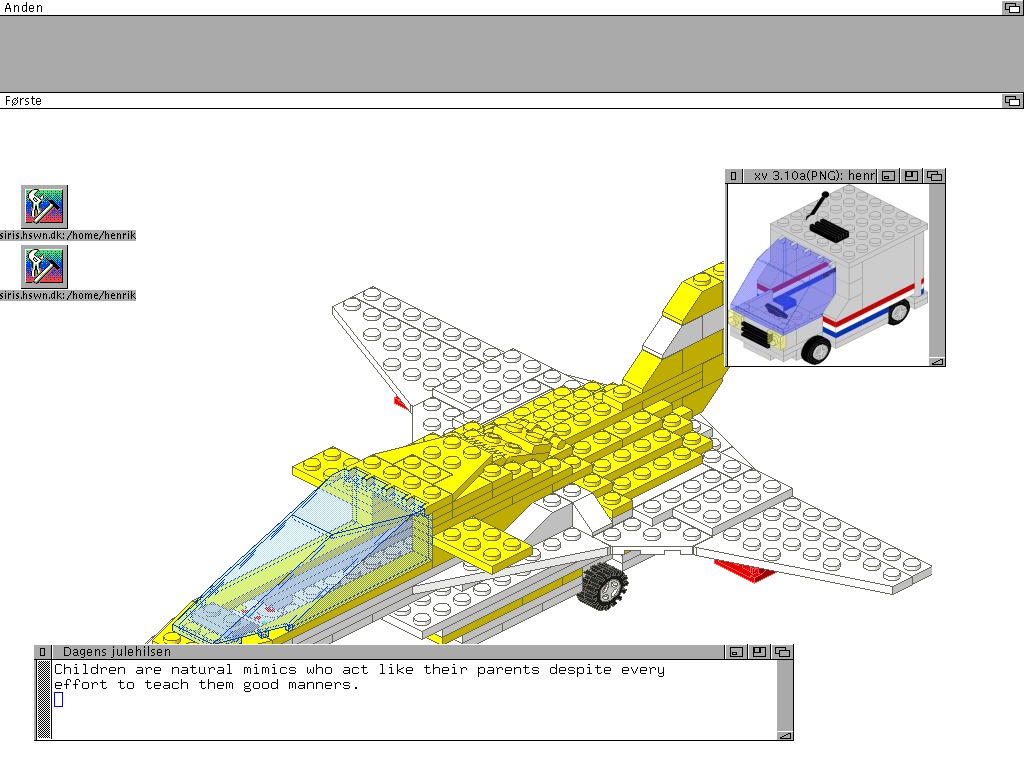 Anden
Første
xv 3.10a(PNG): henr
siris.hswn.dk:/home/henrik
siris.hswn.dk:/home/henrik
Dagens julehilsen
Children are natural mimics who act like their parents despite every
effort to teach them good manners.